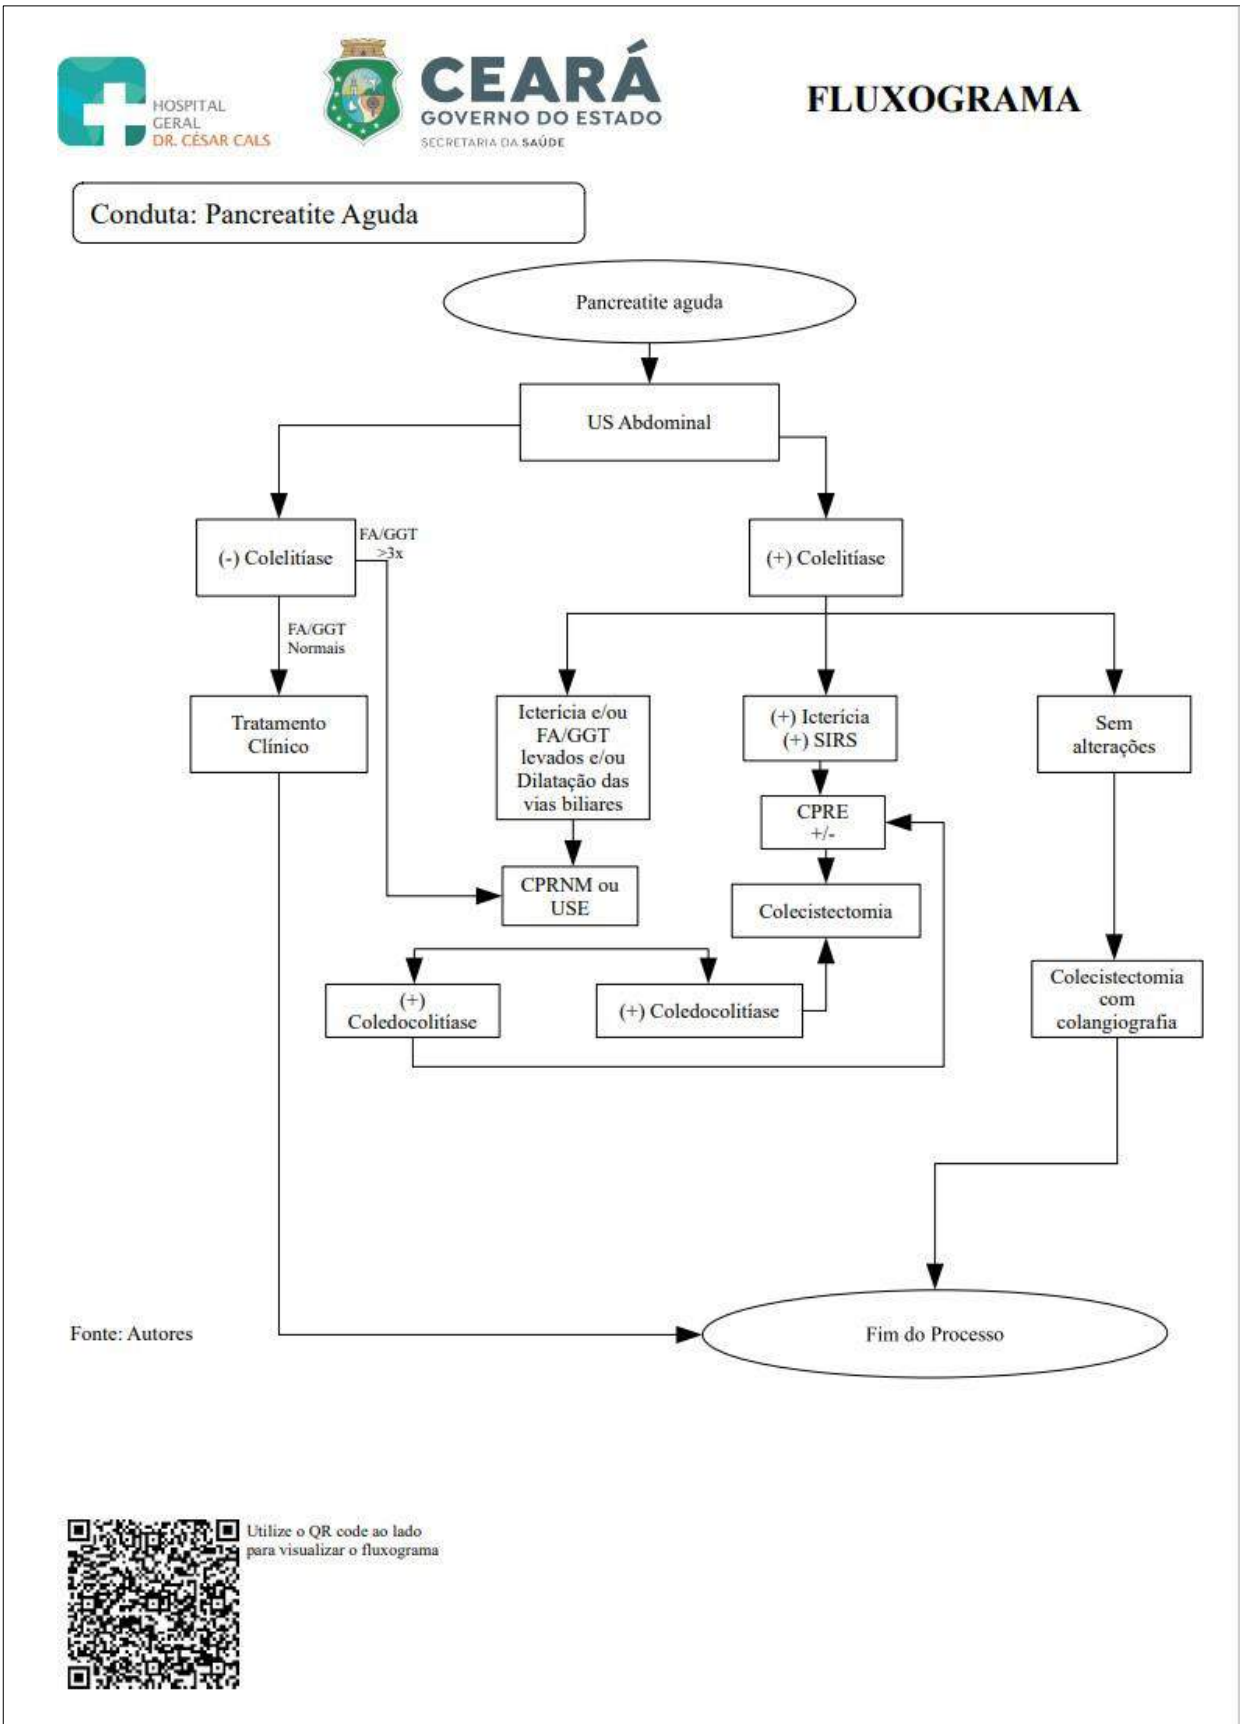 HOSPITAL
GERAL
DR. CÉSAR CALS
CEARÁ
GOVERNO DO ESTADO
SECRETARIA DA SAÚDE
FLUXOGRAMA
Conduta: Pancreatite Aguda
Pancreatite aguda
US Abdominal
(-) Colelitíase
FA/GGT
>3x
(+) Colelitíase
FA/GGT
Normais
Tratamento
Clínico
Icterícia e/ou
FA/GGT
levados e/ou
Dilatação das
vias biliares
(+) Icterícia
(+) SIRS
Sem
alterações
CPRE
+/-
CPRNM ou
USE
Colecistectomia
(+)
Coledocolitíase
(+) Coledocolitíase
Colecistectomia
com
colangiografia
Fonte: Autores
Fim do Processo
Utilize o QR code ao lado
para visualizar o fluxograma